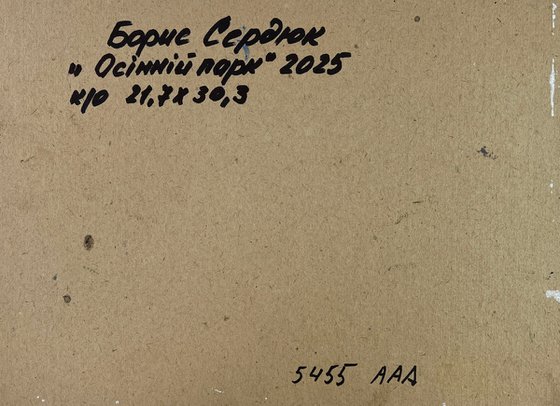 Борис Сердюк
„Осінній парк" 2025
к/о 21,7х30,3
5455 ААА